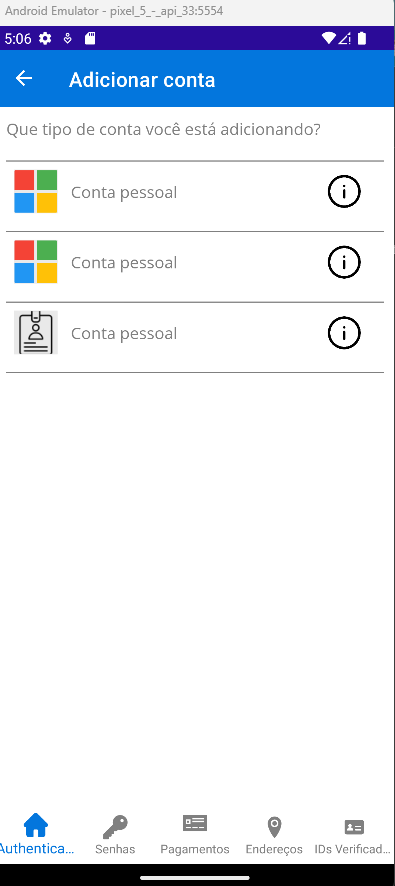 Android Emulator - pixel_5_-_api_33:5554
5:06
Adicionar conta
Que tipo de conta você está adicionando?
Conta pessoal
Conta pessoal
Conta pessoal
Authentica...
Senhas
Pagamentos
Endereços
IDs Verificad...